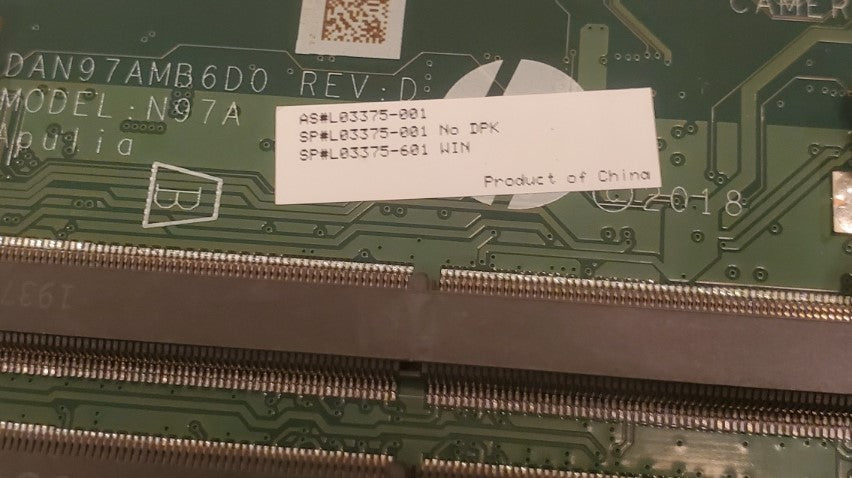 CAMER
DAN97AMB6D0 REV:D
MODEL:N97A
Apulia
AS#L03375-001
SP#L03375-001 No DPK
SP#L03375-601 WIN
Product of China
B
©2018
1937